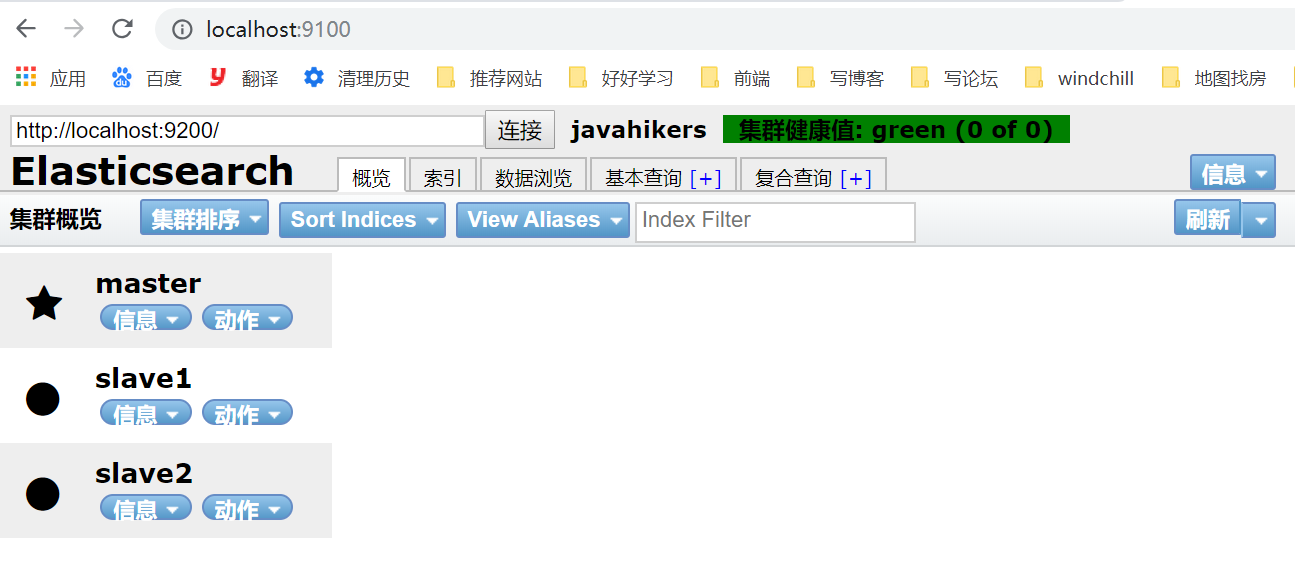 localhost:9100
应用 百度 翻译 清理历史 推荐网站 好好学习 前端 写博客 写论坛 windchill 地图找房
http://localhost:9200/ 连接 javahikers 集群健康值: green (0 of 0)
Elasticsearch 概览 索引 数据浏览 基本查询 [+] 复合查询 [+] 信息
集群概览 集群排序 Sort Indices View Aliases Index Filter 刷新
master
信息 动作
slave1
信息 动作
slave2
信息 动作